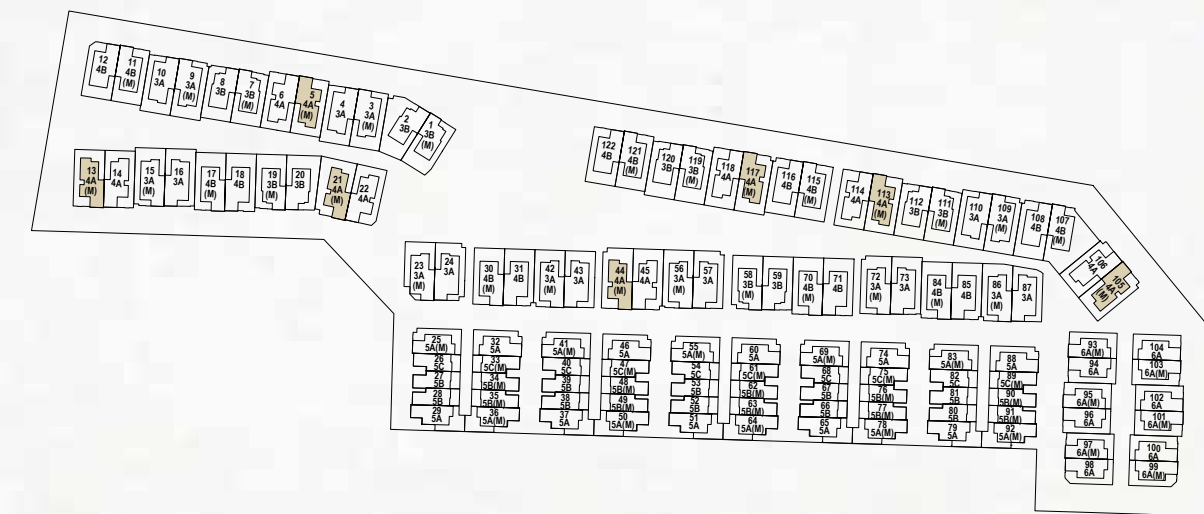 12
4B
11
4B
(M)
10
3A
9
3A
(M)
8
3B
7
3B
(M)
6
4A
5
4A
(M)
4
3A
3
3A
(M)
2
3B
1
3B
(M)
13
4A
(M)
14
4A
15
3A
(M)
16
3A
17
4B
(M)
18
4B
19
3B
(M)
20
3B
21
4A
(M)
22
4A
122
4B
121
4B
(M)
120
3B
119
3B
(M)
118
4A
117
4A
(M)
116
4B
115
4B
(M)
114
4A
113
4A
(M)
112
3B
111
3B
(M)
110
3A
109
3A
(M)
108
4B
107
4B
(M)
106
4A
105
4A
(M)
23
3A
(M)
24
3A
30
4B
(M)
31
4B
42
3A
(M)
43
3A
44
4A
(M)
45
4A
56
3A
(M)
57
3A
58
3B
(M)
59
3B
70
4B
(M)
71
4B
72
3A
(M)
73
3A
84
4B
(M)
85
4B
86
3A
(M)
87
3A
25
5A(M)
26
5C
27
5B
28
5B
29
5A
32
5A
33
5C(M)
34
5B(M)
35
5B(M)
36
5A(M)
41
5A(M)
40
5C
39
5B
38
5B
37
5A
46
5A
47
5C(M)
48
5B(M)
49
5B(M)
50
5A(M)
55
5A(M)
54
5C
53
5B
52
5B
51
5A
60
5A
61
5C(M)
62
5B(M)
63
5B(M)
64
5A(M)
69
5A(M)
68
5C
67
5B
66
5B
65
5A
74
5A
75
5C(M)
76
5B(M)
77
5B(M)
78
5A(M)
83
5A(M)
82
5C
81
5B
80
5B
79
5A
88
5A
89
5C(M)
90
5B(M)
91
5B(M)
92
5A(M)
93
6A(M)
94
6A
95
6A(M)
96
6A
97
6A(M)
98
6A
104
6A
103
6A(M)
102
6A
101
6A(M)
100
6A
99
6A(M)